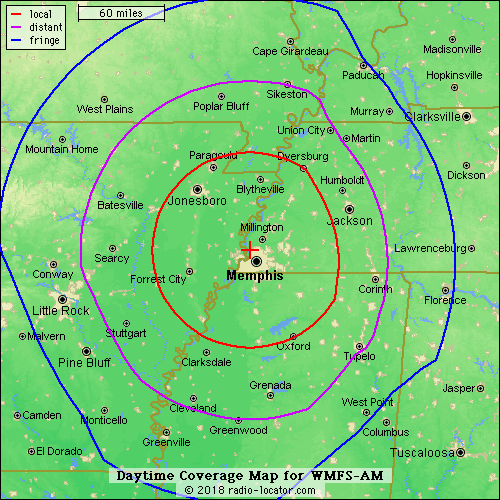 local
distant
fringe
60 miles
Cape Girardeau
Madisonville
Paducah
Hopkinsville
Sikeston
West Plains
Poplar Bluff
Murray
Clarksville
Union City
Martin
Mountain Home
Paragould
Dyersburg
Dickson
Blytheville
Humboldt
Jonesboro
Batesville
Jackson
Millington
Searcy
Lawrenceburg
Memphis
Conway
Forrest City
Corinth
Florence
Little Rock
Stuttgart
Malvern
Oxford
Tupelo
Pine Bluff
Clarksdale
Grenada
Jasper
Cleveland
West Point
Camden
Monticello
Greenwood
Columbus
Greenville
El Dorado
Tuscaloosa
Daytime Coverage Map for WMFS-AM
© 2018 radio-locator.com